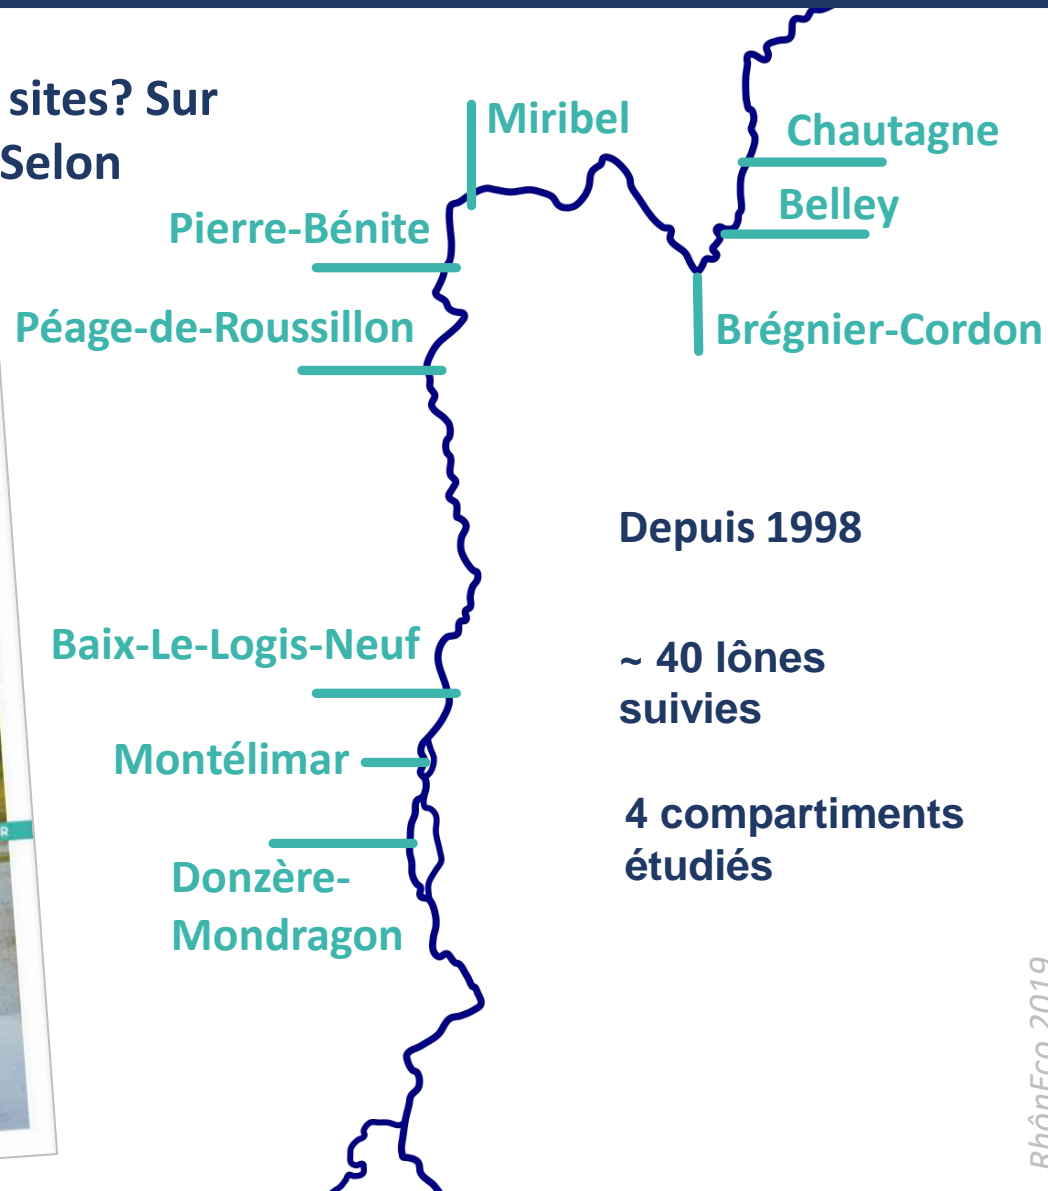 sites? Sur
Selon
Miribel
Chautagne
Belley
Pierre-Bénite
Péage-de-Roussillon
Brégnier-Cordon
Depuis 1998
Baix-Le-Logis-Neuf
~ 40 lônes
suivies
Montélimar
4 compartiments
étudiés
R
Donzère-
Mondragon
RhônEco 2019